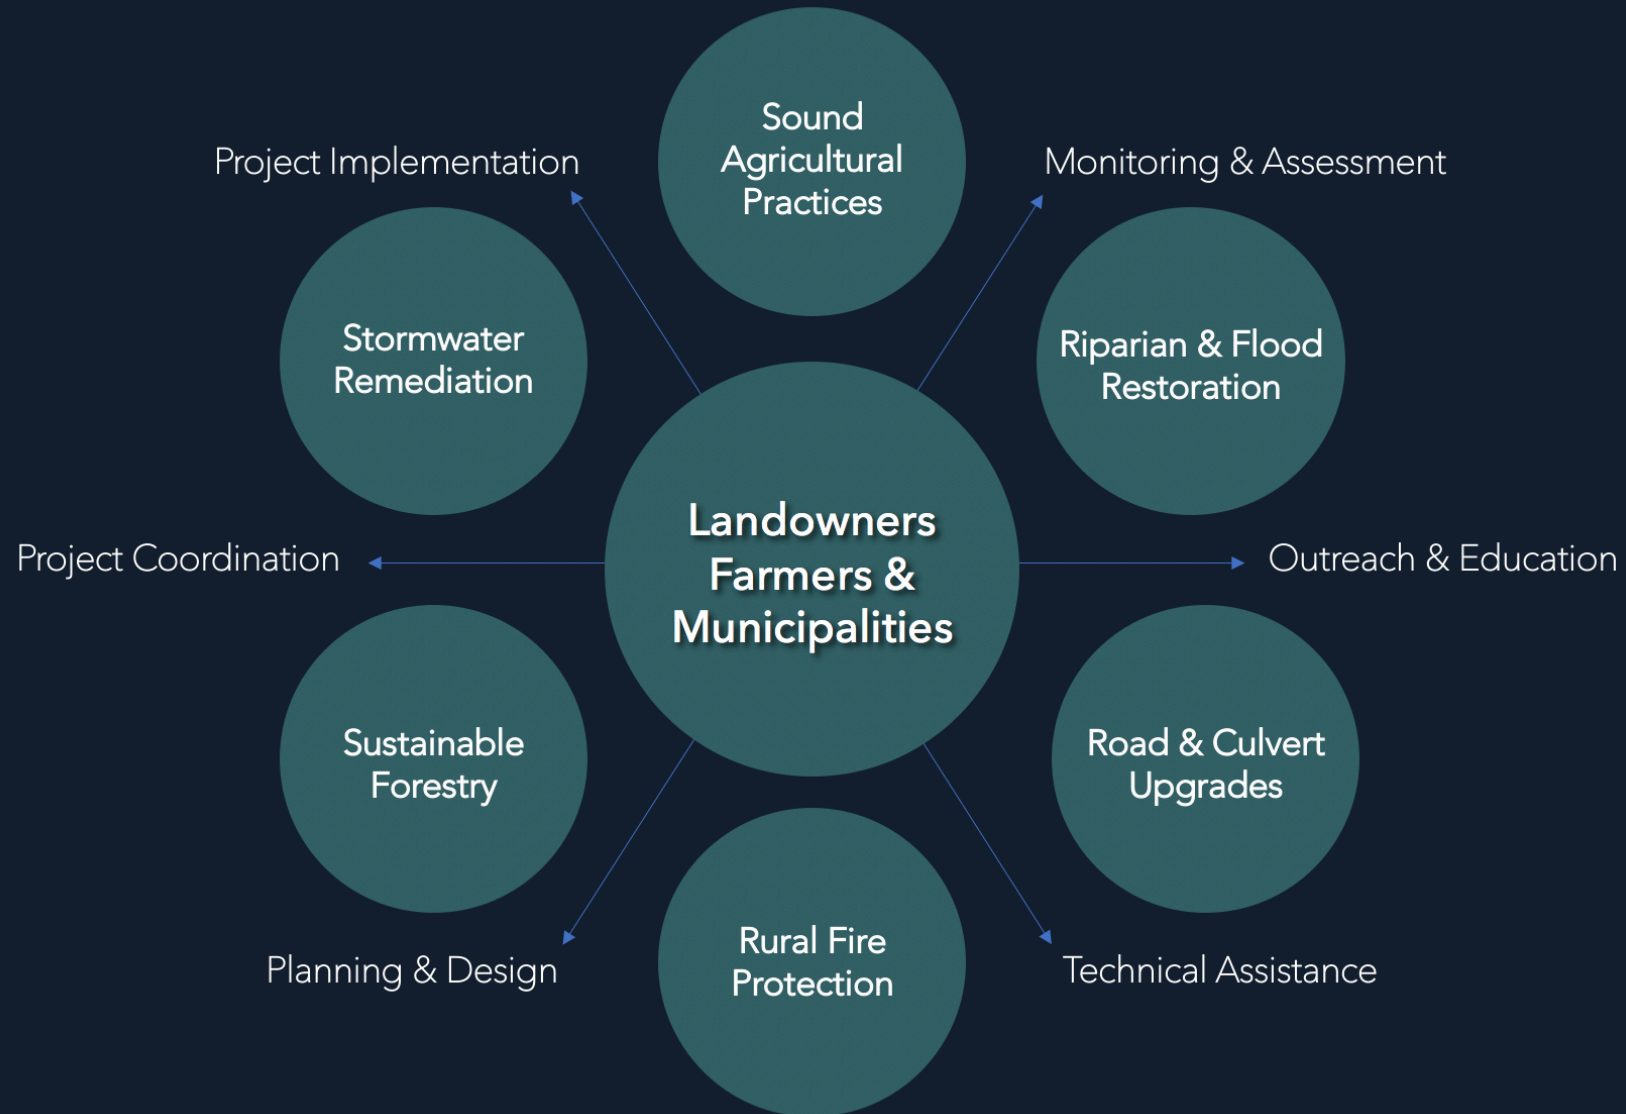 Sound
Agricultural
Practices
Project Implementation
Monitoring & Assessment
Stormwater
Remediation
Riparian & Flood
Restoration
Landowners
Farmers &
Municipalities
Project Coordination
Outreach & Education
Sustainable
Forestry
Road & Culvert
Upgrades
Rural Fire
Protection
Planning & Design
Technical Assistance